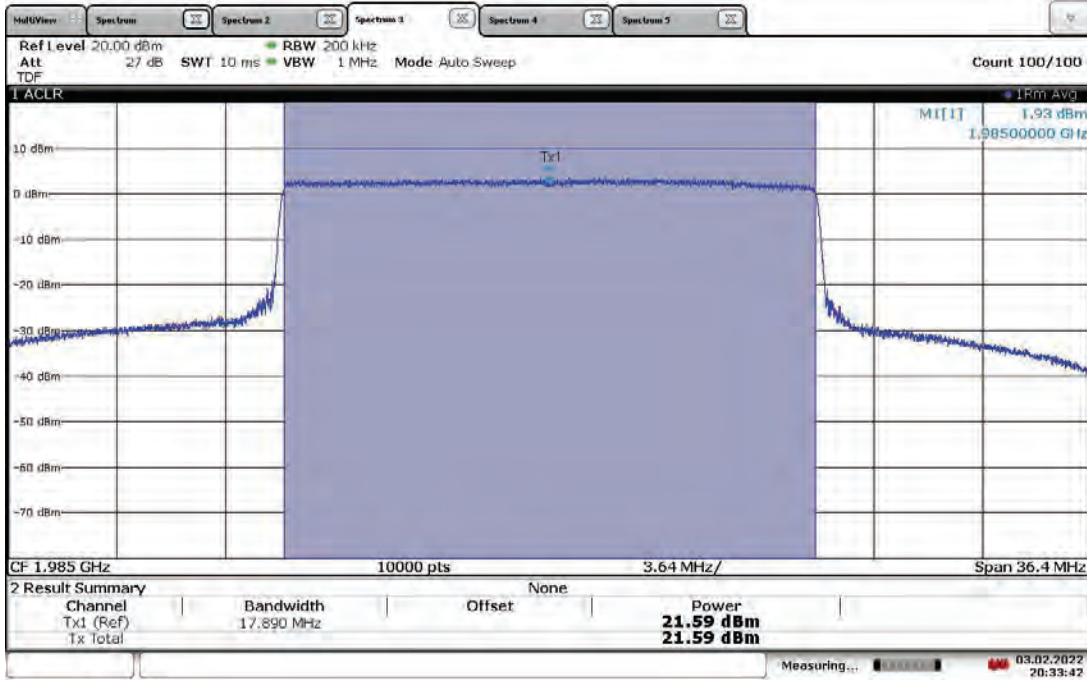 MultiView Spectrum Spectrum 2 Spectrum 3 Spectrum 4 Spectrum 5
Ref Level 20.00 dBm RBW 200 kHz
Att 27 dB SWT 10 ms VBW 1 MHz Mode Auto Sweep Count 100/100
TDF
1 ACLR 1Rm Avg
M1[1] 1.93 dBm
1.98500000 GHz
10 dBm
Tx1
0 dBm
-10 dBm
-20 dBm
-30 dBm
-40 dBm
-50 dBm
-60 dBm
-70 dBm
CF 1.985 GHz 10000 pts 3.64 MHz/ Span 36.4 MHz
2 Result Summary None
Channel Bandwidth Offset Power
Tx1 (Ref) 17.890 MHz 21.59 dBm
Tx Total 21.59 dBm
Measuring... 03.02.2022
20:33:42